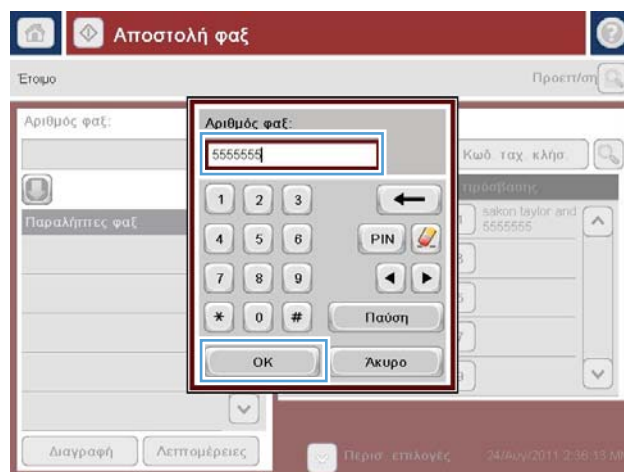 Αποστολή φαξ
Έτοιμο
Προεπ/ση
Αριθμός φαξ:
Αριθμός φαξ:
5555555
Κωδ. ταχ. κλήσ.
πρόσβασης
Παραλήπτες φαξ
1 2 3
4 5 6 PIN
7 8 9
* 0 #
Παύση
OK
Άκυρο
1
sakon taylor and
5555555
Διαγραφή
Λεπτομέρειες
Περισ. επιλογές
24/Αυγ/2011 2:36:13